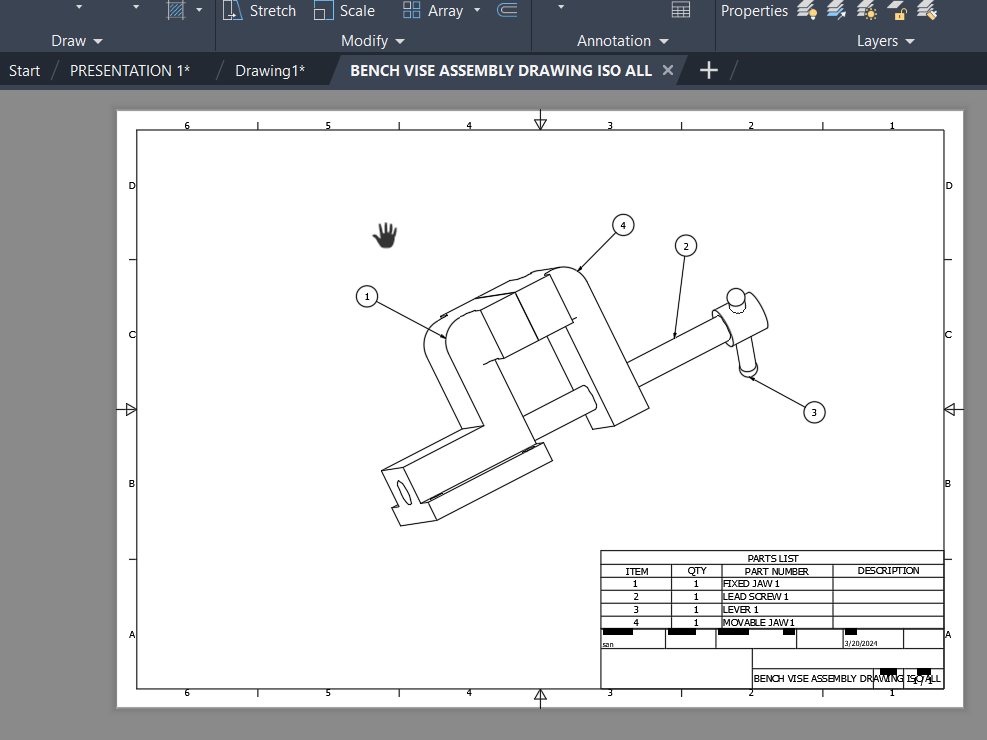 Stretch Scale Array Properties
Draw Modify Annotation Layers
Start PRESENTATION 1* Drawing1* BENCH VISE ASSEMBLY DRAWING ISO ALL
6 5 4 3 2 1
D D
4
2
1
C C
3
B B
PARTS LIST
ITEM QTY PART NUMBER DESCRIPTION
1 1 FIXED JAW 1
2 1 LEAD SCREW 1
3 1 LEVER 1
4 1 MOVABLE JAW1
A A
san 3/20/2024
BENCH VISE ASSEMBLY DRAWING ISO ALL
1 / 1
6 5 4 3 2 1